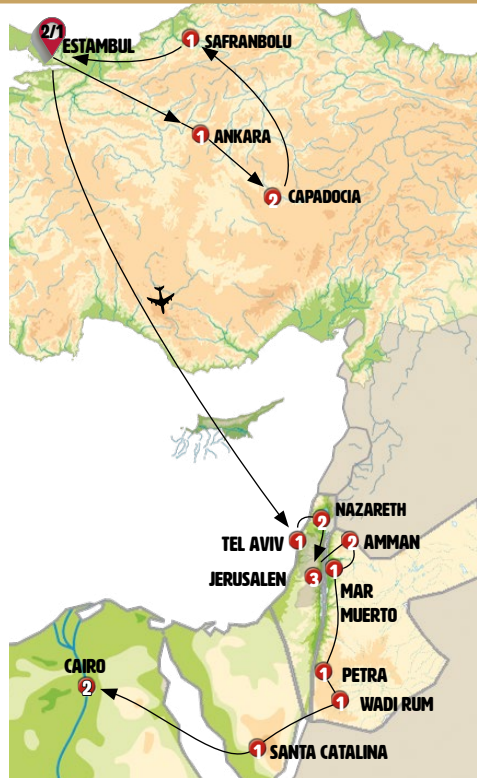 2/1
ESTAMBUL
1
SAFRANBOLU
1
ANKARA
2
CAPADOCIA
2
NAZARETH
1
TEL AVIV
2
AMMAN
JERUSALEN
3
1
MAR
MUERTO
CAIRO
2
1
PETRA
1
WADI RUM
1
SANTA CATALINA